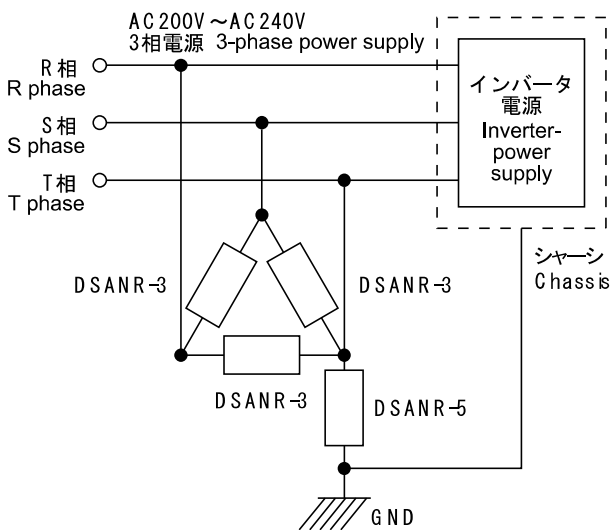 AC200V～AC240V
3相電源 3-phase power supply
R相
R phase
S相
S phase
T相
T phase
インバータ
電源
Inverter-
power
supply
シャーシ
Chassis
DSANR-3
DSANR-3
DSANR-3
DSANR-5
GND